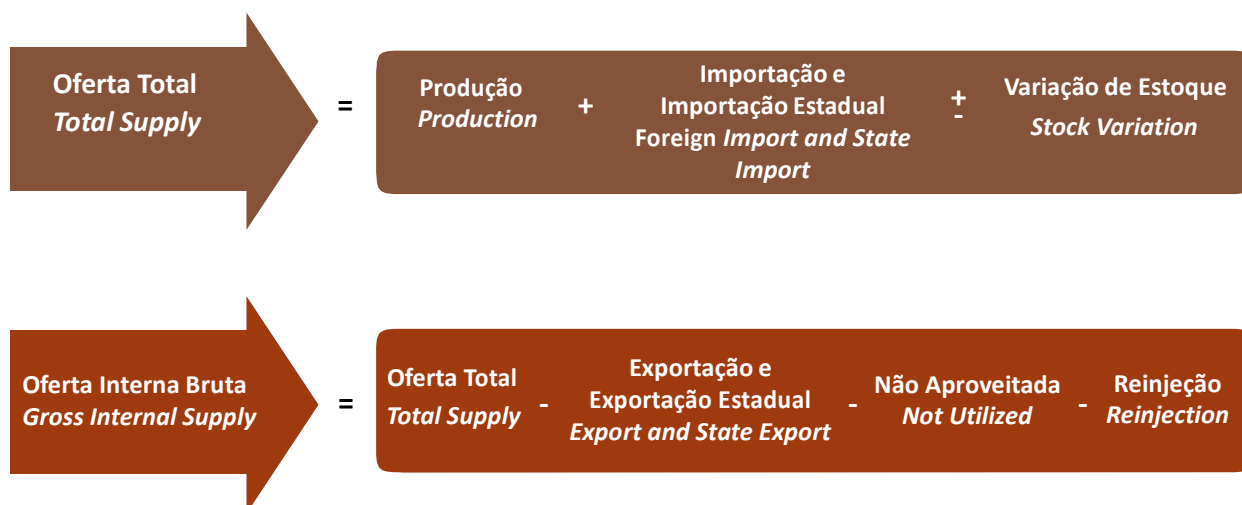 Oferta Total
Total Supply
=
Produção
Production
+
Importação e
Importação Estadual
Foreign Import and State
Import
+
-
Variação de Estoque
Stock Variation
Oferta Interna Bruta
Gross Internal Supply
=
Oferta Total
Total Supply
-
Exportação e
Exportação Estadual
Export and State Export
-
Não Aproveitada
Not Utilized
-
Reinjeção
Reinjection